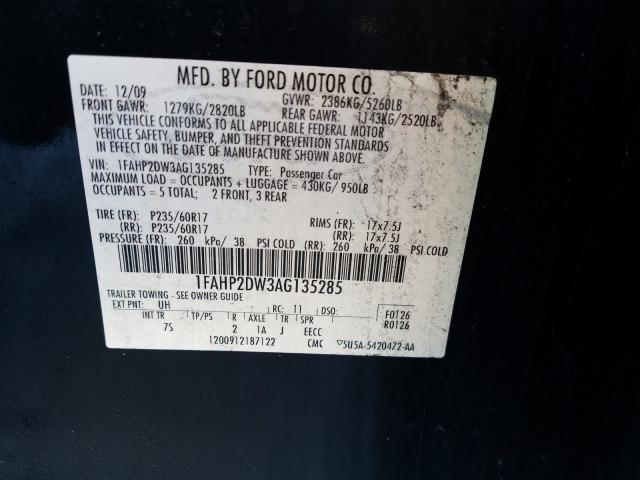 MFD. BY FORD MOTOR CO.
DATE: 12/09 GVWR: 2386KG/5260LB
FRONT GAWR: 1279KG/2820LB REAR GAWR: 1143KG/2520LB
THIS VEHICLE CONFORMS TO ALL APPLICABLE FEDERAL MOTOR
VEHICLE SAFETY, BUMPER, AND THEFT PREVENTION STANDARDS
IN EFFECT ON THE DATE OF MANUFACTURE SHOWN ABOVE.
VIN: 1FAHP2DW3AG135285 TYPE: Passenger Car
MAXIMUM LOAD = OCCUPANTS + LUGGAGE = 430KG/950LB
OCCUPANTS = 5 TOTAL; 2 FRONT, 3 REAR
TIRE (FR): P235/60R17 RIMS (FR): 17x7.5J
(RR): P235/60R17 (RR): 17x7.5J
PRESSURE (FR): 260 kPa/ 38 PSI COLD (RR): 260 kPa/ 38 PSI COLD
1FAHP2DW3AG135285
TRAILER TOWING - SEE OWNER GUIDE
EXT PNT: UH RC: 11 DSO: F0126
INT TR TP/PS R AXLE TR SPR R0126
7S 2 1A J EECC
1200912187122 CMC 5U5A-5420472-AA